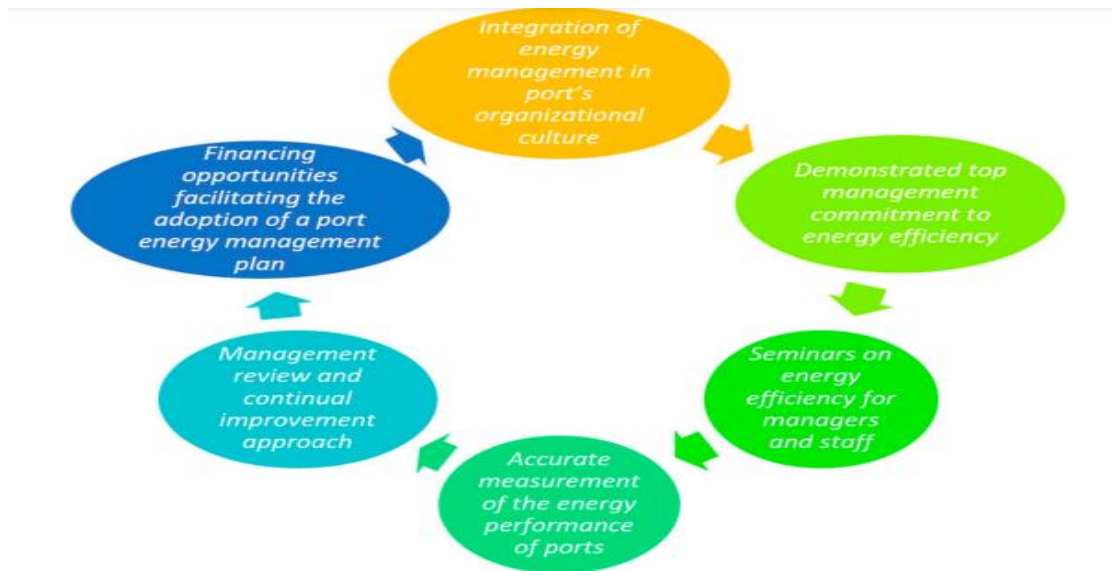 Integration of
energy
management in
port's
organizational
culture
Demonstrated top
management
commitment to
energy efficiency
Seminars on
energy
efficiency for
managers
and staff
Accurate
measurement
of the energy
performance
of ports
Management
review and
continual
improvement
approach
Financing
opportunities
facilitating the
adoption of a port
energy management
plan